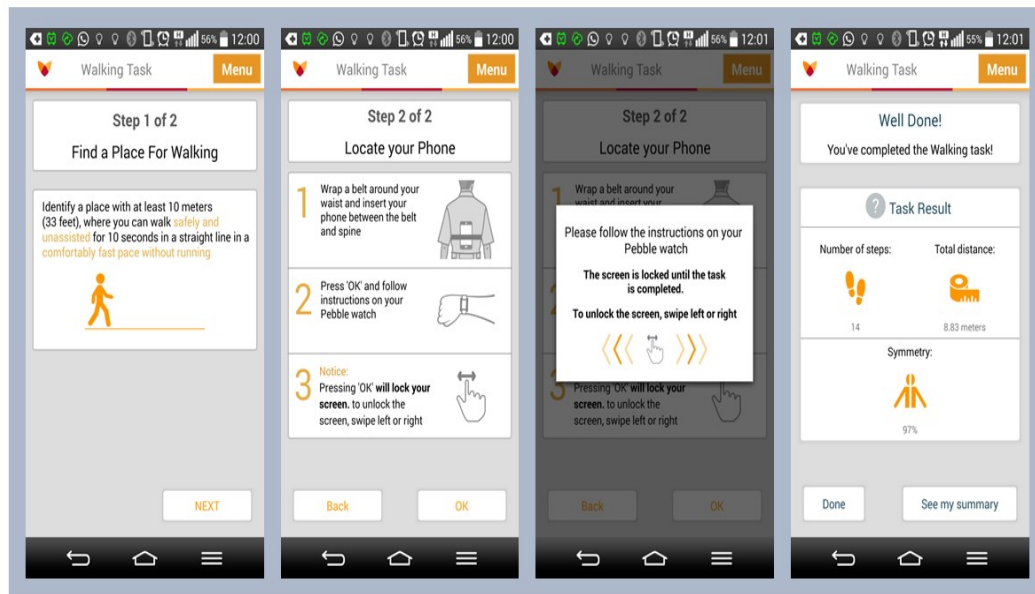 56% 12:00
Walking Task
Menu
Step 1 of 2
Find a Place For Walking
Identify a place with at least 10 meters
(33 feet), where you can walk safely and
unassisted for 10 seconds in a straight line in a
comfortably fast pace without running
NEXT
56% 12:00
Walking Task
Menu
Step 2 of 2
Locate your Phone
1
Wrap a belt around your
waist and insert your
phone between the belt
and spine
2
Press 'OK' and follow
instructions on your
Pebble watch
3
Notice:
Pressing 'OK' will lock your
screen. to unlock the
screen, swipe left or right
Back
OK
56% 12:01
Walking Task
Menu
Step 2 of 2
Locate your Phone
1
Wrap a belt around your
waist and insert your
Please follow the instructions on your
Pebble watch
The screen is locked until the task
is completed.
To unlock the screen, swipe left or right
3
Pressing 'OK' will lock your
screen. to unlock the
screen, swipe left or right
Back
OK
55% 12:01
Walking Task
Menu
Well Done!
You've completed the Walking task!
? Task Result
Number of steps:
Total distance:
14
8.83 meters
Symmetry:
97%
Done
See my summary